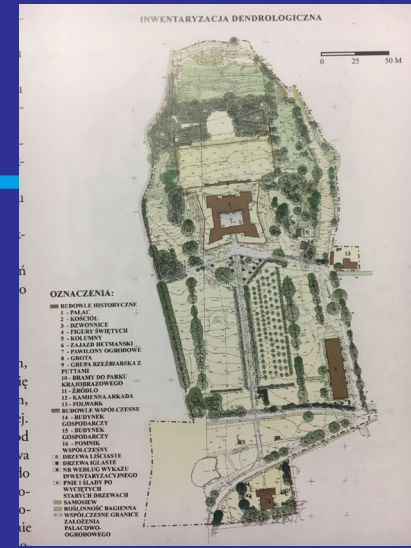 INWENTARYZACJA DENDROLOGICZNA
0 25 50 M
13
OZNACZENIA:
BUDOWLE HISTORYCZNE
1 - PAŁAC
2 - KOŚCIÓŁ
3 - DZWONNICE
4 - FIGURY ŚWIĘTYCH
5 - KOLUMNY
6 - ZAJAZD HETMAŃSKI
7 - PAWILONY OGRODOWE
8 - GROTA
9 - GRUPA RZEŹBIARSKA Z
PUTTAMI
10 - BRAMY DO PARKU
KRAJOBRAZOWEGO
11 - ŹRÓDŁO
12 - KAMIENNA ARKADA
13 - FOLWARK
BUDOWLE WSPÓŁCZESNE
14 - BUDYNEK
GOSPODARCZY
15 - BUDYNEK
GOSPODARCZY
16 - POMNIK
WSPÓŁCZESNY
DRZEWA LIŚCIASTE
DRZEWA IGLASTE
NR WEDŁUG WYKAZU
INWENTARYZACYJNEGO
PNIE I ŚLADY PO
WYCIĘTYCH
STARYCH DRZEWACH
SAMOSIEW
ROŚLINNOŚĆ BAGIENNA
WSPÓŁCZESNE GRANICE
ZAŁOŻENIA
PAŁACOWO-
OGRODOWEGO